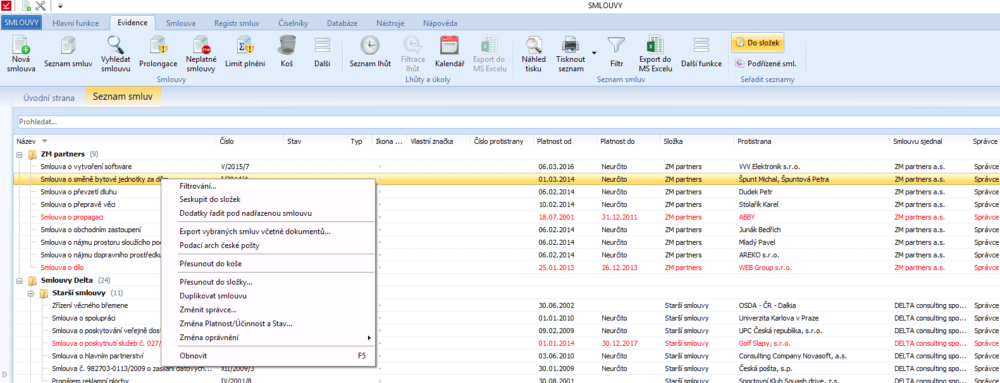 SMLOUVY
SMLOUVY Hlavní funkce Evidence Smlouva Registr smluv Číselníky Databáze Nástroje Nápověda
Nová smlouva Seznam smluv Vyhledat smlouvu Prolongace Neplatné smlouvy Limit plnění Koš Další Seznam lhůt Filtrace lhůt Kalendář Export do MS Excelu Náhled tisku Tisknout seznam Filtr Export do MS Excelu Další funkce Do složek
Podřízené sml.
Smlouvy Lhůty a úkoly Seznam smluv Seřadit seznamy
Úvodní strana Seznam smluv
Prohledat...
Název Číslo Stav Typ Ikona ... Vlastní značka Číslo protistrany Platnost od Platnost do Složka Protistrana Smlouvu sjednal Správce
ZM partners (9)
Smlouva o vytvoření software V/2015/7 06.03.2016 Neurčito ZM partners VVV Elektronik s.r.o. ZM partners a.s. Správce
Smlouva o směně bytové jednotky za 01.03.2014 Neurčito ZM partners Špunt Michal, Špuntová Petra ZM partners a.s. Správce
Smlouva o převzetí dluhu 06.02.2014 Neurčito ZM partners Dudek Petr ZM partners a.s. Správce
Smlouva o přepravě věci 10.02.2014 Neurčito ZM partners Stolařík Karel ZM partners a.s. Správce
Smlouva o propagaci 18.07.2001 31.12.2011 ZM partners ABBY ZM partners a.s. Správce
Smlouva o obchodním zastoupení 06.02.2014 Neurčito ZM partners Junák Bedřich ZM partners a.s. Správce
Smlouva o nájmu prostoru sloužícího 06.02.2014 Neurčito ZM partners Mladý Pavel ZM partners a.s. Správce
Smlouva o nájmu dopravního prostředku 06.02.2014 Neurčito ZM partners AREKO s.r.o. ZM partners a.s. Správce
Smlouva o dílo 25.01.2013 26.12.2013 ZM partners WEB Group s.r.o. ZM partners a.s. Správce
Smlouvy Delta (24)
Starší smlouvy (11)
Zřízení věcného břemene 30.06.2002 Starší smlouvy OSDA - ČR - Dalkia DELTA consulting spo... Správce
Smlouva o spolupráci 01.01.2010 Neurčito Starší smlouvy Univerzita Karlova v Praze DELTA consulting spo... Správce
Smlouva o poskytování veřejně 09.02.2009 Neurčito Starší smlouvy UPC Česká republika, s.r.o. DELTA consulting spo... Správce
Smlouva o poskytnutí služeb č. 027/ 01.01.2014 30.12.2017 Starší smlouvy Golf Slapy, s.r.o. DELTA consulting spo... Správce
Smlouva o hlavním partnerství 03.06.2010 Neurčito Starší smlouvy Consulting Company Novasoft, a.s. DELTA consulting spo... Správce
Smlouva č. 982703-0113/2009 o zasílání datových... XII/2009/3 30.01.2009 Neurčito Starší smlouvy Česká pošta, s.p. DELTA consulting spo... Správce
Pronájem reklamní plochy IV/2001/8 30.08.2001 Starší smlouvy Sportovní Klub Squash drive, z.s. DELTA consulting spo... Správce
Filtrování...
Seskupit do složek
Dodatky řadit pod nadřazenou smlouvu
Export vybraných smluv včetně dokumentů...
Podací arch české pošty
Přesunout do koše
Přesunout do složky...
Duplikovat smlouvu
Změnit správce...
Změna Platnost/Účinnost a Stav...
Změna oprávnění
Obnovit F5